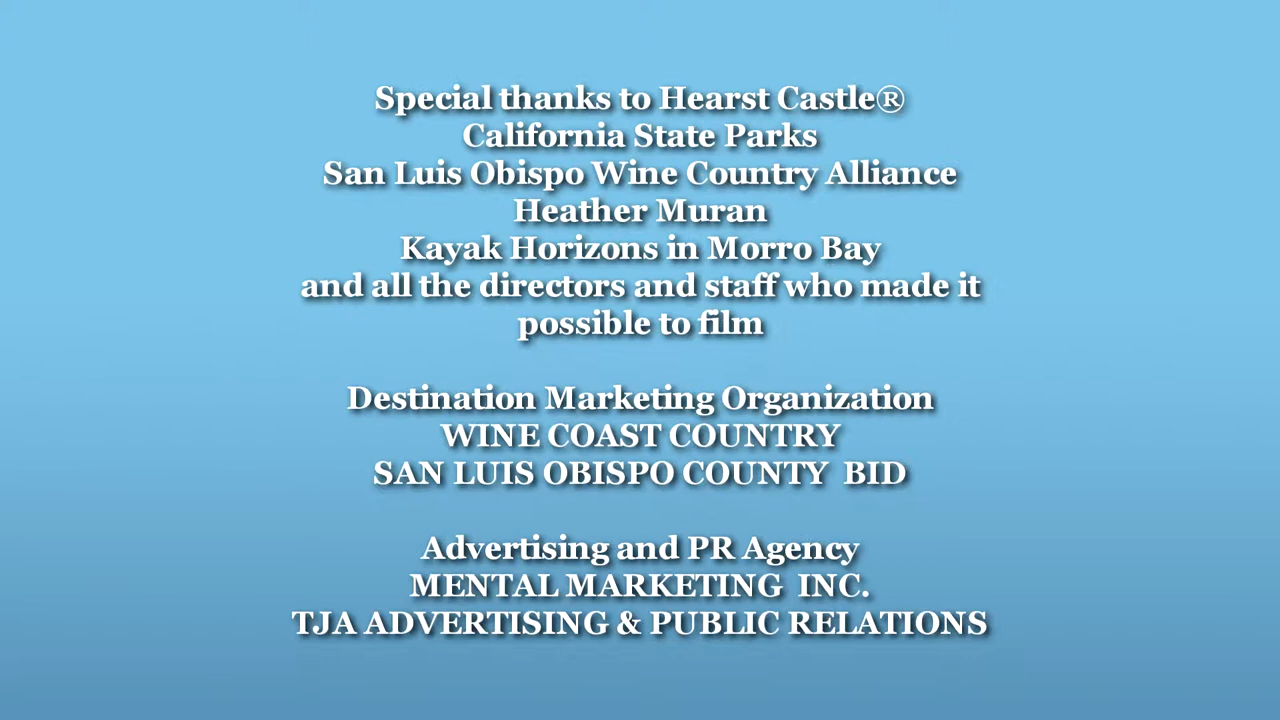 Special thanks to Hearst Castle®
California State Parks
San Luis Obispo Wine Country Alliance
Heather Muran
Kayak Horizons in Morro Bay
and all the directors and staff who made it
possible to film
Destination Marketing Organization
WINE COAST COUNTRY
SAN LUIS OBISPO COUNTY  BID
Advertising and PR Agency
MENTAL MARKETING  INC.
TJA ADVERTISING & PUBLIC RELATIONS